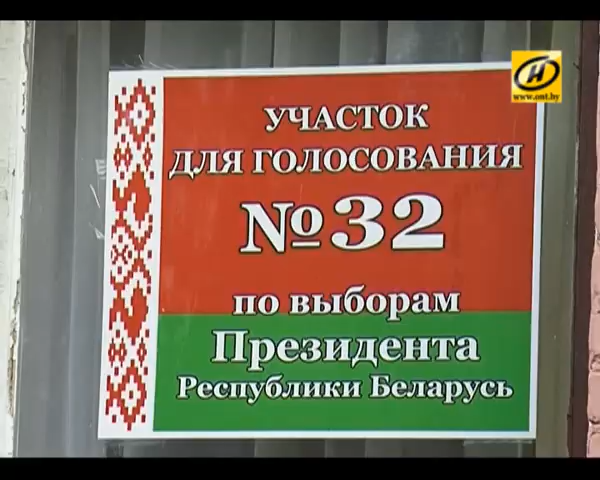 УЧАСТОК
ДЛЯ ГОЛОСОВАНИЯ
№32
по выборам
Президента
Республики Беларусь
www.ont.by